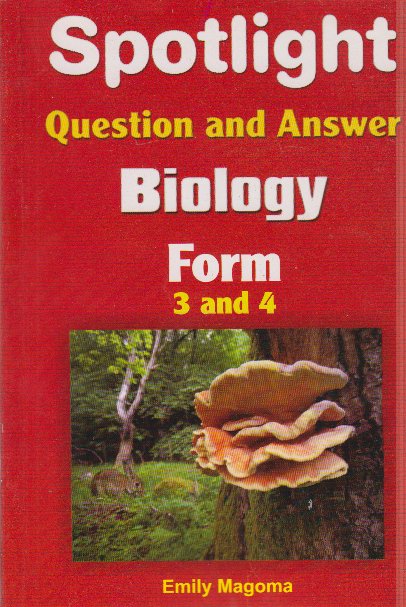 Spotlight
Question and Answer
Biology
Form
3 and 4
Emily Magoma